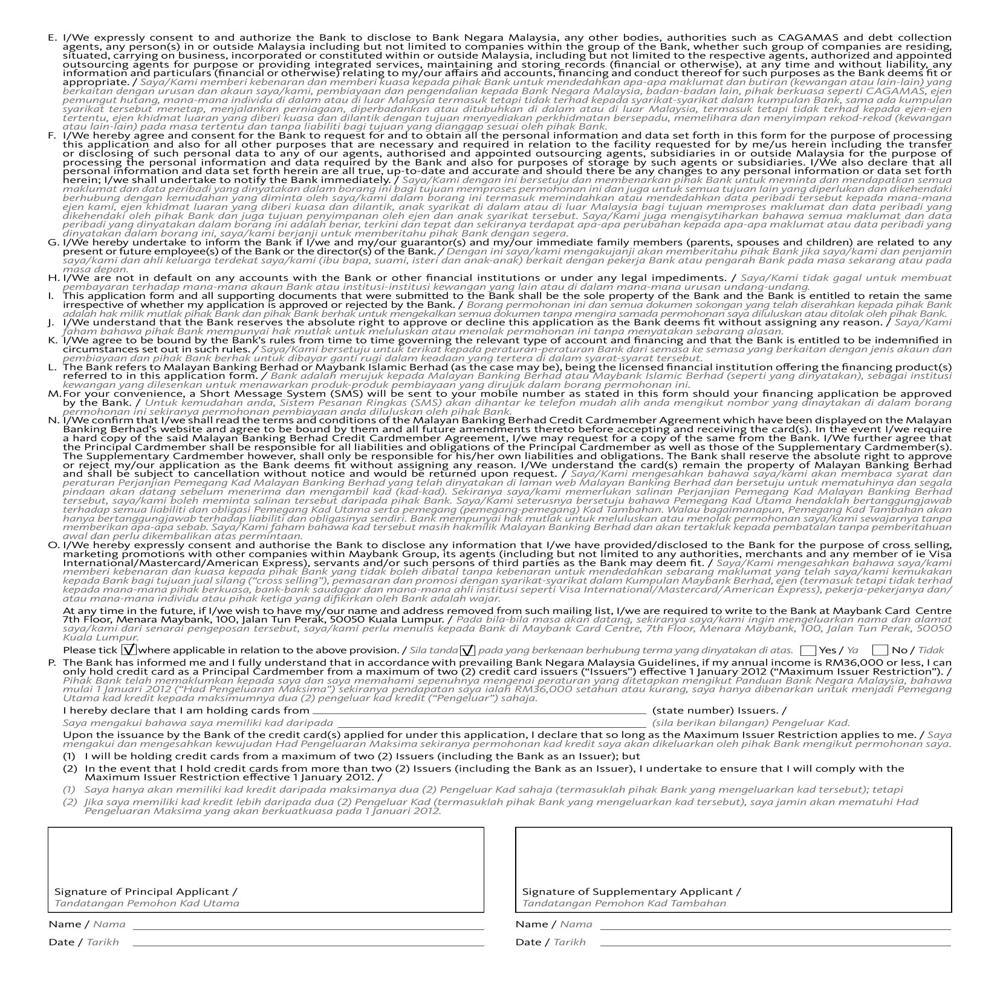 E. I/We expressly consent to and authorize the Bank to disclose to Bank Negara Malaysia, any other bodies, authorities such as CAGAMAS and debt collection
agents, any person(s) in or outside Malaysia including but not limited to companies within the group of the Bank, whether such group of companies are residing,
situated, carrying on business, incorporated or constituted within or outside Malaysia, including but not limited to the respective agents, authorized and appointed
outsourcing agents for purpose or providing integrated services, maintaining and storing records (financial or otherwise), at any time and without liability, any
information and particulars (financial or otherwise) relating to my/our affairs and accounts, financing and conduct thereof for such purposes as the Bank deems fit or
appropriate. / Saya/Kami memberi kebenaran dan memberi kuasa kepada pihak Bank untuk mendedahkan apa-apa maklumat dan butiran (kewangan atau lain-lain) yang
berkaitan dengan urusan dan akaun saya/kami, pembiayaan dan pengendalian kepada Bank Negara Malaysia, badan-badan lain, pihak berkuasa seperti CAGAMAS, ejen
pemungut hutang, mana-mana individu di dalam atau di luar Malaysia termasuk tetapi tidak terhad kepada syarikat-syarikat dalam kumpulan Bank, sama ada kumpulan
syarikat tersebut menetap, menjalankan perniagaan, diperbadankan atau ditubuhkan di dalam atau di luar Malaysia, termasuk tetapi tidak terhad kepada ejen-ejen
tertentu, ejen khidmat luaran yang diberi kuasa dan dilantik dengan tujuan menyediakan perkhidmatan bersepadu, memelihara dan menyimpan rekod-rekod (kewangan
atau lain-lain) pada masa tertentu dan tanpa liabiliti bagi tujuan yang dianggap sesuai oleh pihak Bank.
F. I/We hereby agree and consent for the Bank to request for and to obtain all the personal information and data set forth in this form for the purpose of processing
this application and also for all other purposes that are necessary and required in relation to the facility requested for by me/us herein including the transfer
or disclosing of such personal data to any of our agents, authorised and appointed outsourcing agents, subsidiaries in or outside Malaysia for the purpose of
processing the personal information and data required by the Bank and also for purposes of storage by such agents or subsidiaries. I/We also declare that all
personal information and data set forth herein are all true, up-to-date and accurate and should there be any changes to any personal information or data set forth
herein; I/we shall undertake to notify the Bank immediately. / Saya/Kami dengan ini bersetuju dan membenarkan pihak Bank untuk meminta dan mendapatkan semua
maklumat dan data peribadi yang dinyatakan dalam borang ini bagi tujuan memproses permohonan ini dan juga untuk semua tujuan lain yang diperlukan dan dikehendaki
berhubung dengan kemudahan yang diminta oleh saya/kami dalam borang ini termasuk memindahkan atau mendedahkan data peribadi tersebut kepada mana-mana
ejen kami, ejen khidmat luaran yang diberi kuasa dan dilantik, anak syarikat di dalam atau di luar Malaysia bagi tujuan memproses maklumat dan data peribadi yang
dikehendaki oleh pihak Bank dan juga tujuan penyimpanan oleh ejen dan anak syarikat tersebut. Saya/Kami juga mengisytiharkan bahawa semua maklumat dan data
peribadi yang dinyatakan dalam borang ini adalah benar, terkini dan tepat dan sekiranya terdapat apa-apa perubahan kepada apa-apa maklumat atau data peribadi yang
dinyatakan dalam borang ini, saya/kami berjanji untuk memberitahu pihak Bank dengan segera.
G. I/We hereby undertake to inform the Bank if I/we and my/our guarantor(s) and my/our immediate family members (parents, spouses and children) are related to any
present or future employee(s) of the Bank or the director(s) of the Bank. / Dengan ini saya/kami mengakujanji akan memberitahu pihak Bank jika saya/kami dan penjamin
saya/kami dan ahli keluarga terdekat saya/kami (ibu bapa, suami, isteri dan anak-anak) berkait dengan pekerja Bank atau pengarah Bank pada masa sekarang atau pada
masa depan.
H. I/We are not in default on any accounts with the Bank or other financial institutions or under any legal impediments. / Saya/Kami tidak gagal untuk membuat
pembayaran terhadap mana-mana akaun Bank atau institusi-institusi kewangan yang lain atau di dalam mana-mana urusan undang-undang.
I. This application form and all supporting documents that were submitted to the Bank shall be the sole property of the Bank and the Bank is entitled to retain the same
irrespective of whether my application is approved or rejected by the Bank. / Borang permohonan ini dan semua dokumen sokongan yang telah diserahkan kepada pihak Bank
adalah hak milik mutlak pihak Bank dan pihak Bank berhak untuk mengekalkan semua dokumen tanpa mengira samada permohonan saya diluluskan atau ditolak oleh pihak Bank.
J. I/We understand that the Bank reserves the absolute right to approve or decline this application as the Bank deems fit without assigning any reason. / Saya/Kami
faham bahawa pihak Bank mempunyai hak mutlak untuk meluluskan atau menolak permohonan ini tanpa menyatakan sebarang alasan.
K. I/We agree to be bound by the Bank's rules from time to time governing the relevant type of account and financing and that the Bank is entitled to be indemnified in
circumstances set out in such rules. / Saya/Kami bersetuju untuk terikat kepada peraturan-peraturan Bank dari semasa ke semasa yang berkaitan dengan jenis akaun dan
pembiayaan dan pihak Bank berhak untuk dibayar ganti rugi dalam keadaan yang tertera di dalam syarat-syarat tersebut.
L. The Bank refers to Malayan Banking Berhad or Maybank Islamic Berhad (as the case may be), being the licensed financial institution offering the financing product(s)
referred to in this application form. / Bank adalah merujuk kepada Malayan Banking Berhad atau Maybank Islamic Berhad (seperti yang dinyatakan), sebagai institusi
kewangan yang dilesenkan untuk menawarkan produk-produk pembiayaan yang dirujuk dalam borang permohonan ini.
M. For your convenience, a Short Message System (SMS) will be sent to your mobile number as stated in this form should your financing application be approved
by the Bank. / Untuk kemudahan anda, Sistem Pesanan Ringkas (SMS) akan dihantar ke telefon mudah alih anda mengikut nombor yang dinyatakan di dalam borang
permohonan ini sekiranya permohonan pembiayaan anda diluluskan oleh pihak Bank.
N. I/We confirm that I/we shall read the terms and conditions of the Malayan Banking Berhad Credit Cardmember Agreement which have been displayed on the Malayan
Banking Berhad's website and agree to be bound by them and all future amendments thereto before accepting and receiving the card(s). In the event I/we require
a hard copy of the said Malayan Banking Berhad Credit Cardmember Agreement, I/we may request for a copy of the same from the Bank. I/We further agree that
the Principal Cardmember shall be responsible for all liabilities and obligations of the Principal Cardmember as well as those of the Supplementary Cardmember(s).
The Supplementary Cardmember however, shall only be responsible for his/her own liabilities and obligations. The Bank shall reserve the absolute right to approve
or reject my/our application as the Bank deems fit without assigning any reason. I/We understand the card(s) remain the property of Malayan Banking Berhad
and shall be subject to cancellation without notice and would be returned upon request. / Saya/Kami mengesahkan bahawa saya/kami akan membaca syarat dan
peraturan Perjanjian Pemegang Kad Malayan Banking Berhad yang telah dinyatakan di laman web Malayan Banking Berhad dan bersetuju untuk mematuhinya dan segala
pindaan akan datang sebelum menerima dan mengambil kad (kad-kad). Sekiranya saya/kami memerlukan salinan Perjanjian Pemegang Kad Malayan Banking Berhad
tersebut, saya/kami boleh meminta salinan tersebut daripada pihak Bank. Saya/Kami seterusnya bersetuju bahawa Pemegang Kad Utama hendaklah bertanggungjawab
terhadap semua liabiliti dan obligasi Pemegang Kad Utama serta pemegang (pemegang-pemegang) Kad Tambahan. Walau bagaimanapun, Pemegang Kad Tambahan akan
hanya bertanggungjawab terhadap liabiliti dan obligasinya sendiri. Bank mempunyai hak mutlak untuk meluluskan atau menolak permohonan saya/kami sewajarnya tanpa
memberikan apa-apa sebab. Saya/Kami faham bahawa kad tersebut masih hakmilik Malayan Banking Berhad dan akan tertakluk kepada pembatalan tanpa pemberitahuan
awal dan perlu dikembalikan atas permintaan.
O. I/We hereby expressly consent and authorise the Bank to disclose any information that I/we have provided/disclosed to the Bank for the purpose of cross selling,
marketing promotions with other companies within Maybank Group, its agents (including but not limited to any authorities, merchants and any member of ie Visa
International/Mastercard/American Express), servants and/or such persons of third parties as the Bank may deem fit. / Saya/Kami mengesahkan bahawa saya/kami
memberi kebenaran dan kuasa kepada pihak Bank yang tidak boleh dibatal tanpa kebenaran untuk mendedahkan sebarang maklumat yang telah saya/kami kemukakan
kepada Bank bagi tujuan jual silang ("cross selling"), pemasaran dan promosi dengan syarikat-syarikat dalam Kumpulan Maybank Berhad, ejen (termasuk tetapi tidak terhad
kepada mana-mana pihak berkuasa, bank-bank saudagar dan mana-mana ahli institusi seperti Visa International/Mastercard/American Express), pekerja-pekerjanya dan/
atau mana-mana individu atau pihak ketiga yang difikirkan oleh Bank adalah wajar.
At any time in the future, if I/we wish to have my/our name and address removed from such mailing list, I/we are required to write to the Bank at Maybank Card Centre
7th Floor, Menara Maybank, 100, Jalan Tun Perak, 50050 Kuala Lumpur. / Pada bila-bila masa akan datang, sekiranya saya/kami ingin mengeluarkan nama dan alamat
saya/kami dari senarai pengeposan tersebut, saya/kami perlu menulis kepada Bank di Maybank Card Centre, 7th Floor, Menara Maybank, 100, Jalan Tun Perak, 50050
Kuala Lumpur.
Please tick ☑ where applicable in relation to the above provision. / Sila tanda ☑ pada yang berkenaan berhubung terma yang dinyatakan di atas. ☐ Yes / Ya ☐ No / Tidak
P. The Bank has informed me and I fully understand that in accordance with prevailing Bank Negara Malaysia Guidelines, if my annual income is RM36,000 or less, I can
only hold credit card as a Principal Cardmember from a maximum of two (2) credit card issuers ("Issuers") effective 1 January 2012 ("Maximum Issuer Restriction"). /
Pihak Bank telah memaklumkan kepada saya dan saya memahami sepenuhnya mengenai peraturan yang ditetapkan mengikut Panduan Bank Negara Malaysia, bahawa
mulai 1 Januari 2012 ("Had Pengeluaran Maksima") sekiranya pendapatan saya ialah RM36,000 setahun atau kurang, saya hanya dibenarkan untuk menjadi Pemegang
Utama kad kredit kepada maksimumnya dua (2) pengeluar kad kredit ("Pengeluar") sahaja.
I hereby declare that I am holding cards from (state number) Issuers. /
Saya mengakui bahawa saya memiliki kad daripada (sila berikan bilangan) Pengeluar Kad.
Upon the issuance by the Bank of the credit card(s) applied for under this application, I declare that so long as the Maximum Issuer Restriction applies to me. / Saya
mengakui dan mengesahkan kewujudan Had Pengeluaran Maksima sekiranya permohonan kad kredit saya akan dikeluarkan oleh pihak Bank mengikut permohonan saya.
(1) I will be holding credit cards from a maximum of two (2) Issuers (including the Bank as an Issuer); but
(2) In the event that I hold credit cards from more than two (2) Issuers (including the Bank as an Issuer), I undertake to ensure that I will comply with the
Maximum Issuer Restriction effective 1 January 2012. /
(1) Saya hanya akan memiliki kad kredit daripada maksimanya dua (2) Pengeluar Kad sahaja (termasuklah pihak Bank yang mengeluarkan kad tersebut); tetapi
(2) Jika saya memiliki kad kredit lebih daripada dua (2) Pengeluar Kad (termasuklah pihak Bank yang mengeluarkan kad tersebut), saya jamin akan mematuhi Had
Pengeluaran Maksima yang akan berkuatkuasa pada 1 Januari 2012.
Signature of Principal Applicant /
Tandatangan Pemohon Kad Utama
Signature of Supplementary Applicant /
Tandatangan Pemohon Kad Tambahan
Name / Nama
Name / Nama
Date / Tarikh
Date / Tarikh